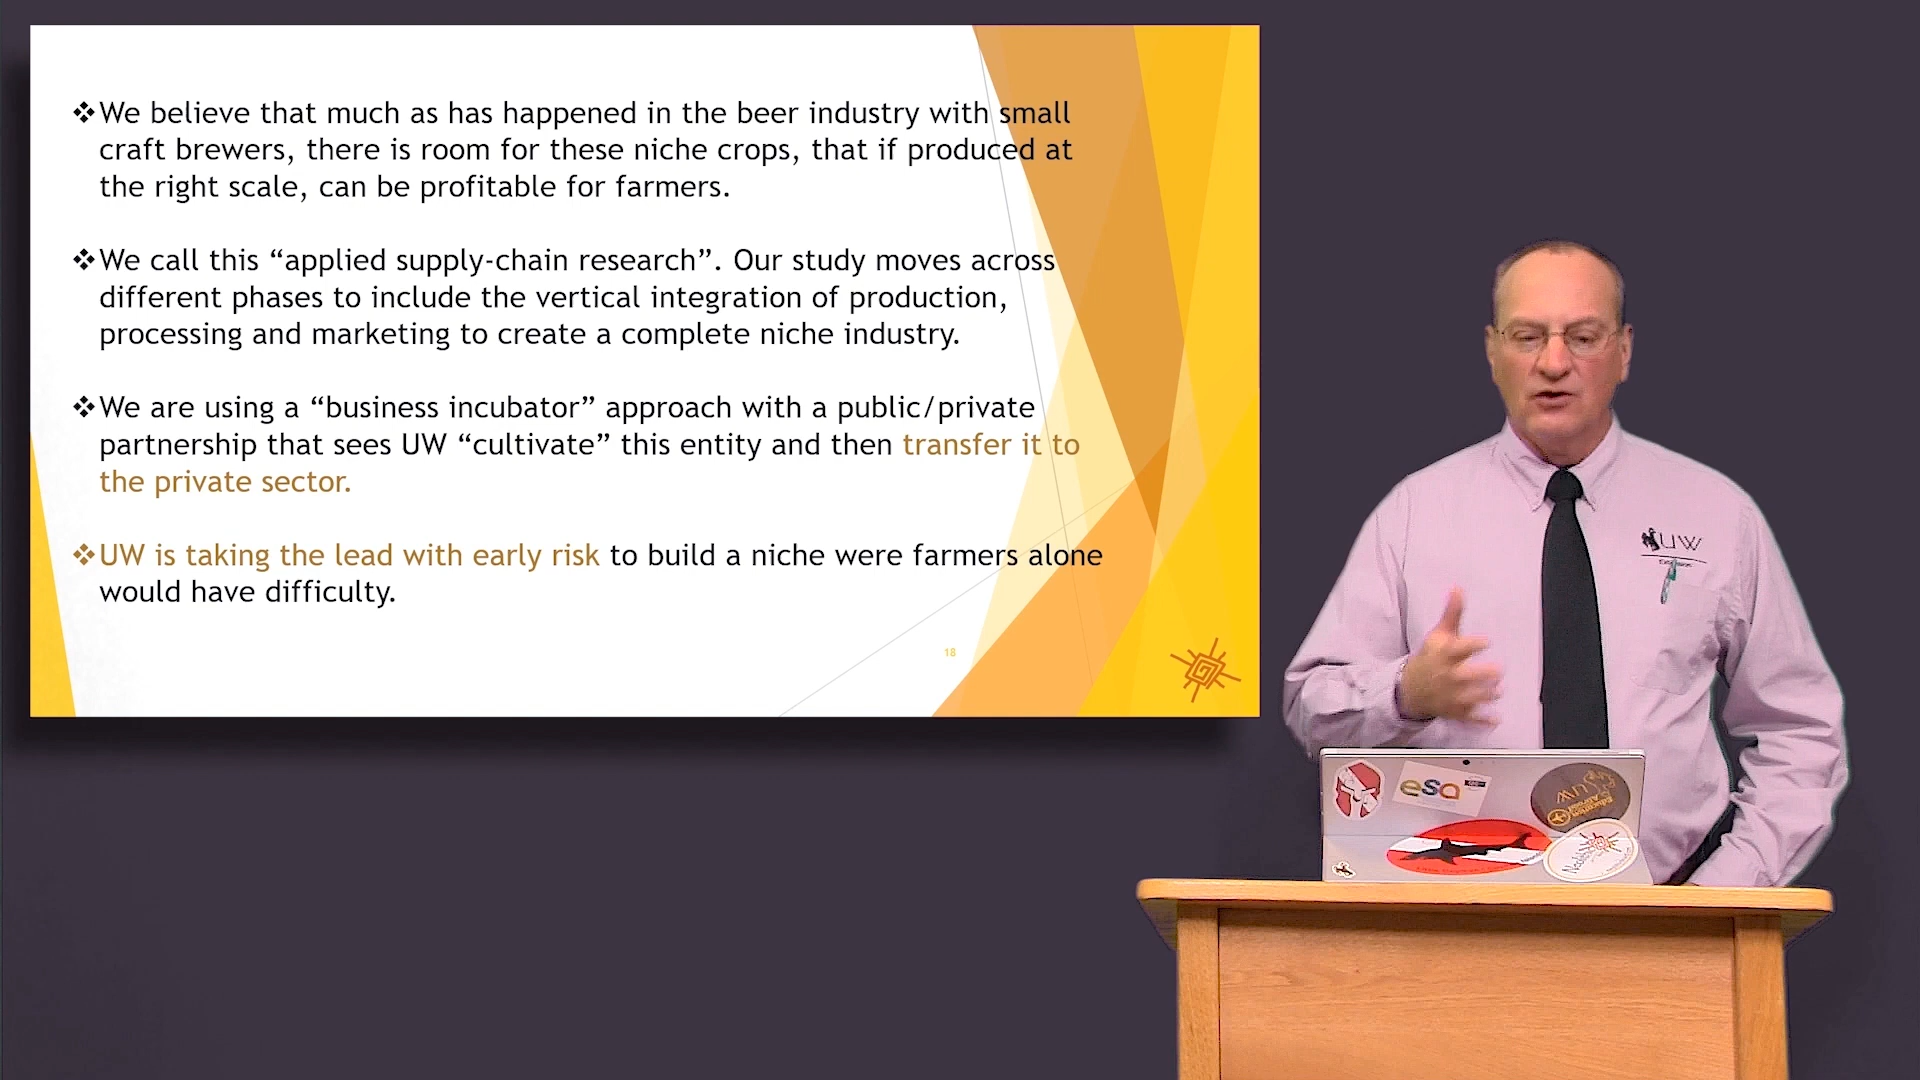 ❖We believe that much as has happened in the beer industry with small
craft brewers, there is room for these niche crops, that if produced at
the right scale, can be profitable for farmers.
❖We call this “applied supply-chain research”. Our study moves across
different phases to include the vertical integration of production,
processing and marketing to create a complete niche industry.
❖We are using a “business incubator” approach with a public/private
partnership that sees UW “cultivate” this entity and then transfer it to
the private sector.
❖UW is taking the lead with early risk to build a niche were farmers alone
would have difficulty.
18
UW
Extension
esa
UW
Education
Abroad